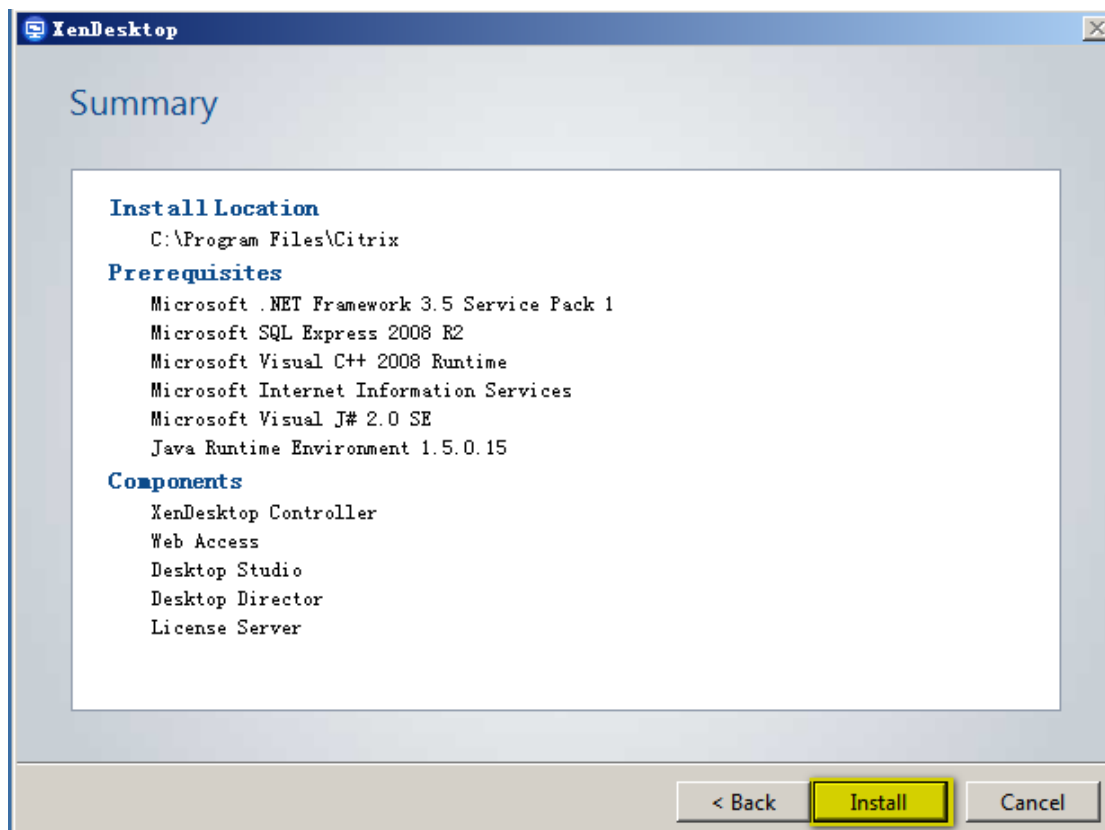 XenDesktop
Summary
Install Location
C:\Program Files\Citrix
Prerequisites
Microsoft .NET Framework 3.5 Service Pack 1
Microsoft SQL Express 2008 R2
Microsoft Visual C++ 2008 Runtime
Microsoft Internet Information Services
Microsoft Visual J# 2.0 SE
Java Runtime Environment 1.5.0.15
Components
XenDesktop Controller
Web Access
Desktop Studio
Desktop Director
License Server
< Back Install Cancel